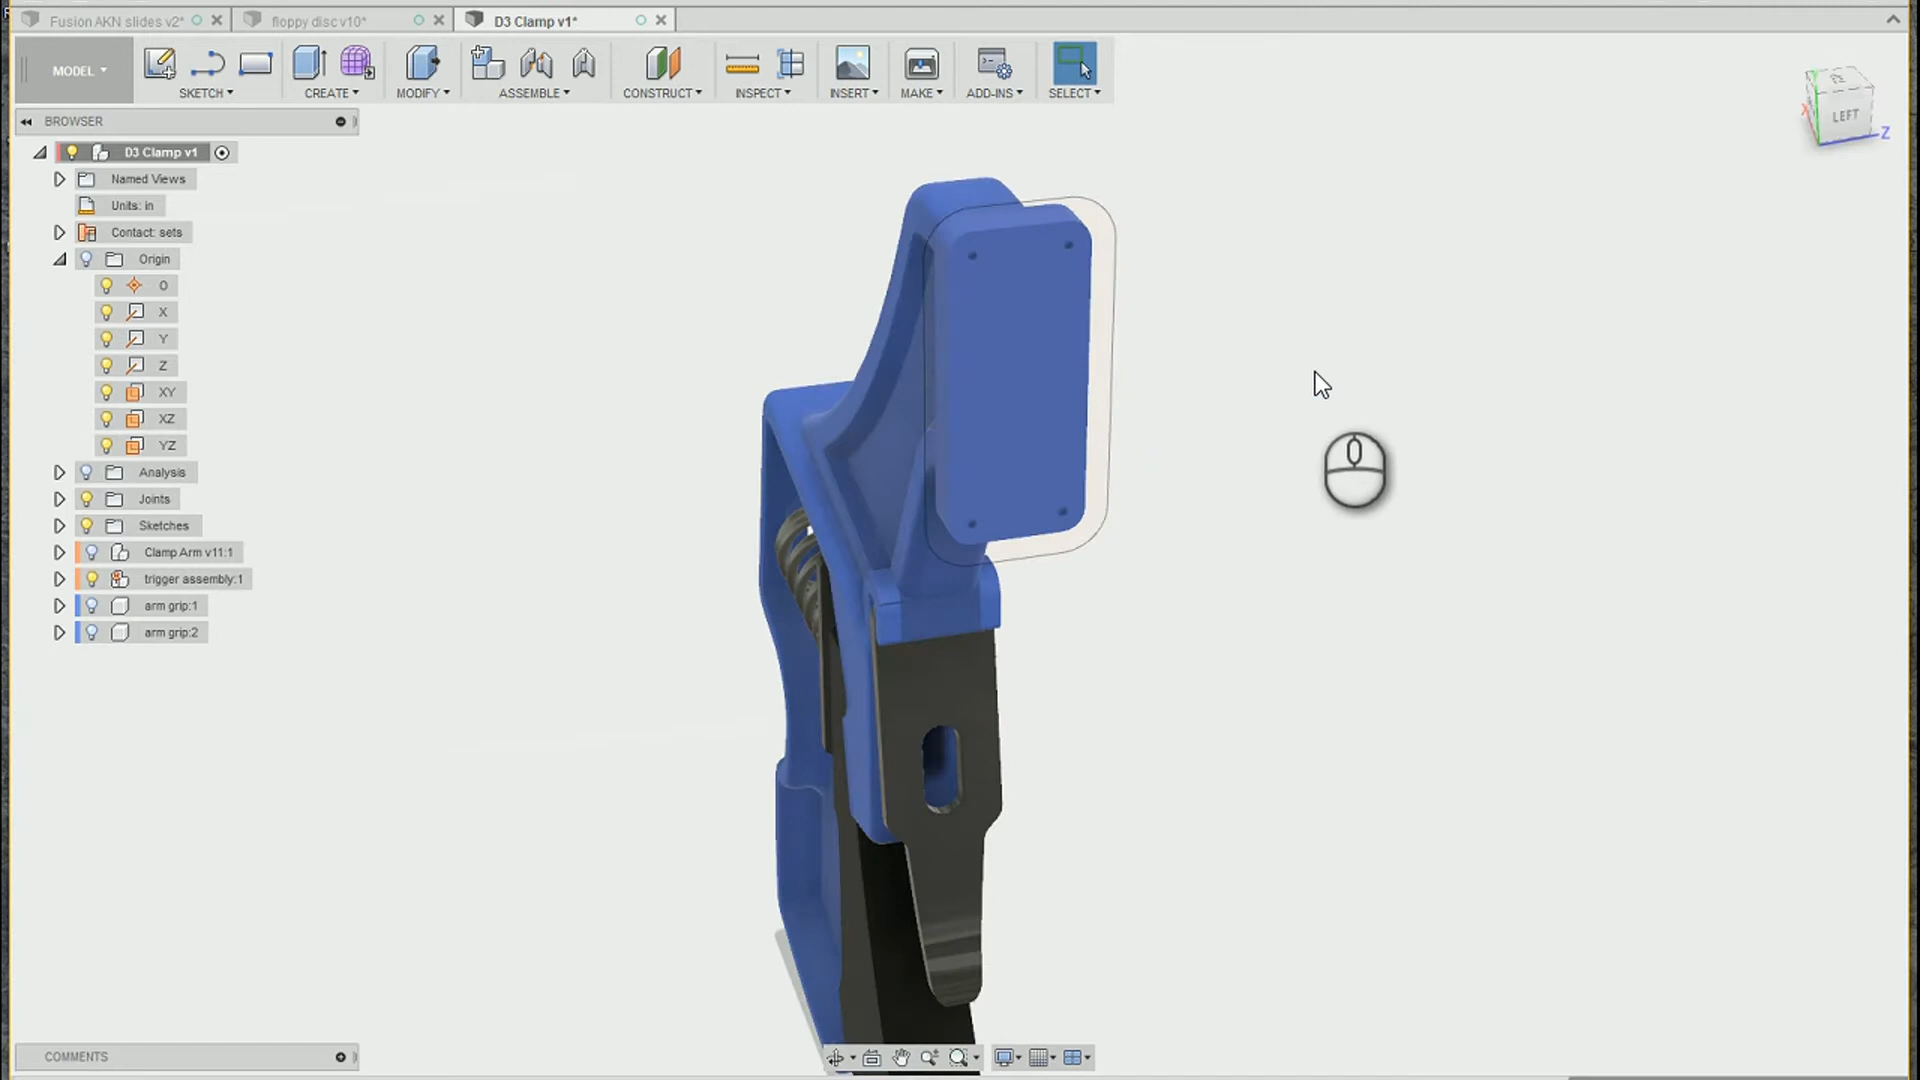 Fusion AKN slides v2*
floppy disc v10*
D3 Clamp v1*
MODEL
SKETCH
CREATE
MODIFY
ASSEMBLE
CONSTRUCT
INSPECT
INSERT
MAKE
ADD-INS
SELECT
BROWSER
D3 Clamp v1
Named Views
Units: in
Contact: sets
Origin
O
X
Y
Z
XY
XZ
YZ
Analysis
Joints
Sketches
Clamp Arm v11:1
trigger assembly:1
arm grip:1
arm grip:2
LEFT
X
Z
COMMENTS